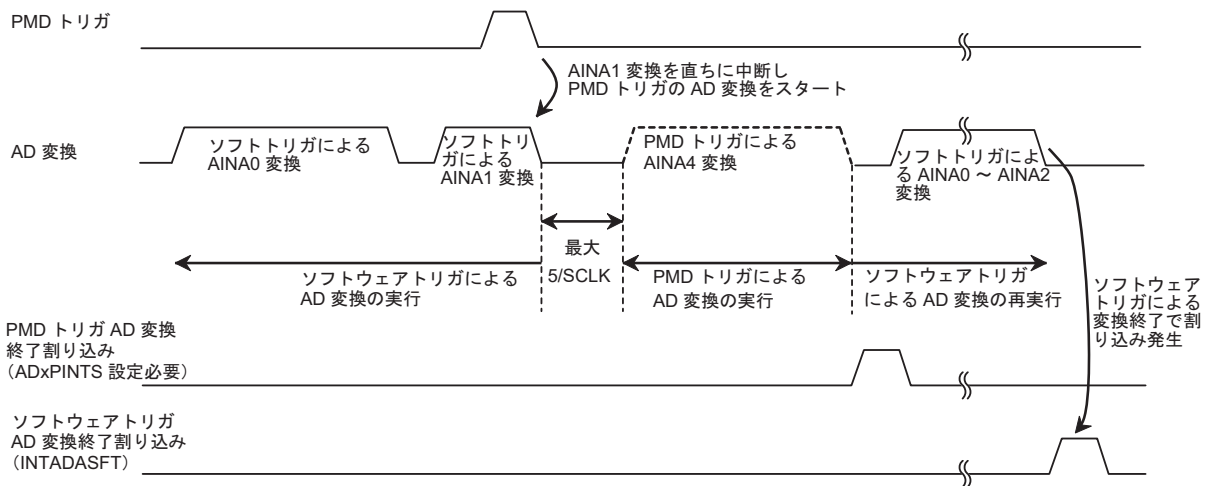 PMD トリガ
AINA1 変換を直ちに中断し
PMD トリガの AD 変換をスタート
AD 変換
ソフトトリガによる
AINA0 変換
ソフトトリ
ガによる
AINA1 変換
PMD トリガによる
AINA4 変換
ソフトトリガによ
る AINA0 ～ AINA2
変換
最大
5/SCLK
ソフトウェアトリガによる
AD 変換の実行
PMD トリガによる
AD 変換の実行
ソフトウェアトリガ
による AD 変換の再実行
ソフトウェア
トリガによる
変換終了で割
り込み発生
PMD トリガ AD 変換
終了割り込み
（ADxPINTS 設定必要）
ソフトウェアトリガ
AD 変換終了割り込み
（INTADASFT）